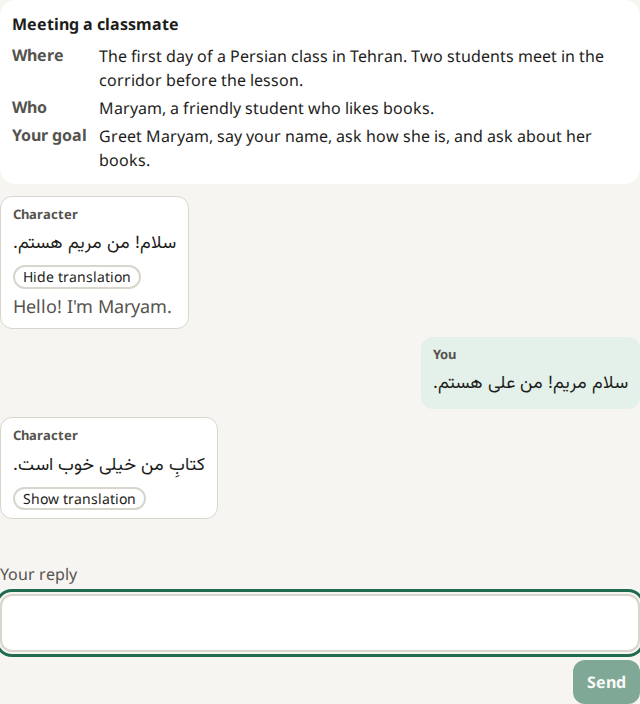 Meeting a classmate
Where The first day of a Persian class in Tehran. Two students meet in the
corridor before the lesson.
Who Maryam, a friendly student who likes books.
Your goal Greet Maryam, say your name, ask how she is, and ask about her
books.
Character
سلام! من مریم هستم.
Hide translation
Hello! I'm Maryam.
You
سلام مریم! من علی هستم.
Character
کتابِ من خیلی خوب است.
Show translation
Your reply
Send